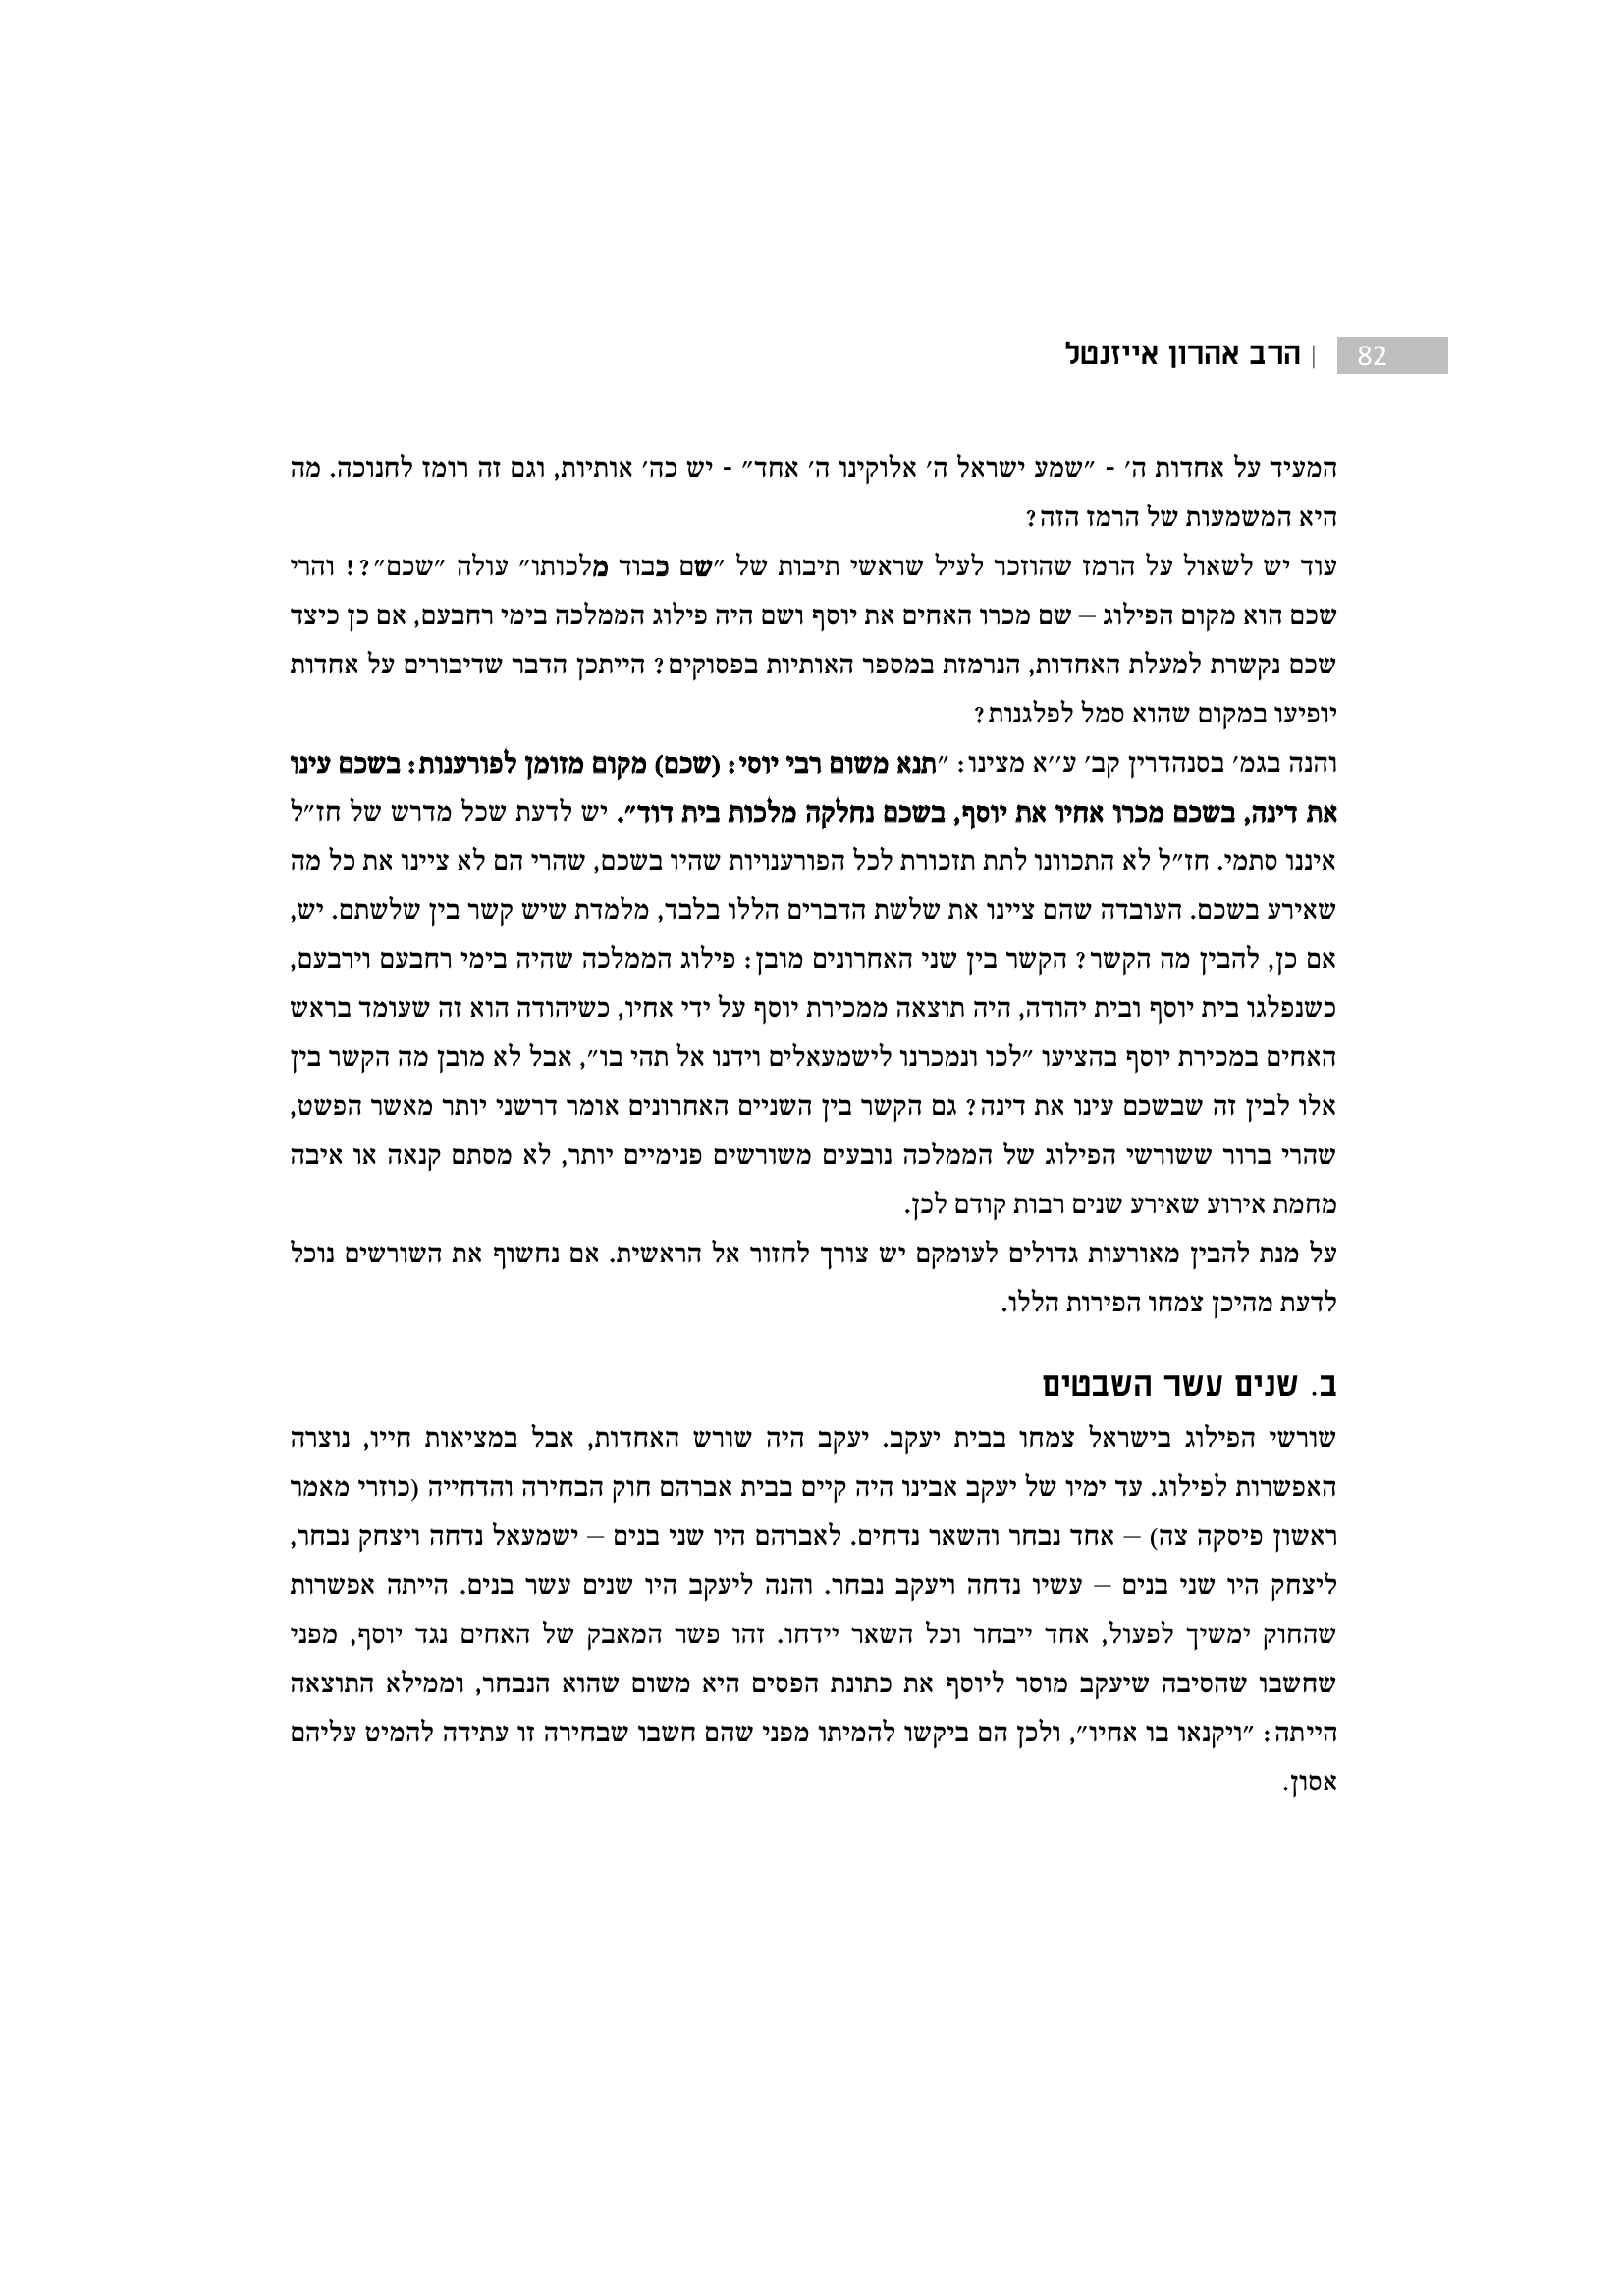 82 | הרב אהרון אייזנטל
המעיד על אחדות ה׳ - ״שמע ישראל ה׳ אלוקינו ה׳ אחד״ - יש כה׳ אותיות, וגם זה רומז לחנוכה. מה
היא המשמעות של הרמז הזה?
עוד יש לשאול על הרמז שהוזכר לעיל שראשי תיבות של ״שם כבוד מלכותו״ עולה ״שכם״?! והרי
שכם הוא מקום הפילוג – שם מכרו האחים את יוסף ושם היה פילוג הממלכה בימי רחבעם, אם כן כיצד
שכם נקשרת למעלת האחדות, הנרמזת במספר האותיות בפסוקים? הייתכן הדבר שדיבורים על אחדות
יופיעו במקום שהוא סמל לפלגנות?
והנה בגמ׳ בסנהדרין קב׳ ע׳׳א מצינו: ״תנא משום רבי יוסי: (שכם) מקום מזומן לפורענות: בשכם עינו
את דינה, בשכם מכרו אחיו את יוסף, בשכם נחלקה מלכות בית דוד״. יש לדעת שכל מדרש של חז״ל
איננו סתמי. חז״ל לא התכוונו לתת תזכורת לכל הפורענויות שהיו בשכם, שהרי הם לא ציינו את כל מה
שאירע בשכם. העובדה שהם ציינו את שלשת הדברים הללו בלבד, מלמדת שיש קשר בין שלשתם. יש,
אם כן, להבין מה הקשר? הקשר בין שני האחרונים מובן: פילוג הממלכה שהיה בימי רחבעם וירבעם,
כשנפלגו בית יוסף ובית יהודה, היה תוצאה ממכירת יוסף על ידי אחיו, כשיהודה הוא זה שעומד בראש
האחים במכירת יוסף בהציעו ״לכו ונמכרנו לישמעאלים וידנו אל תהי בו״, אבל לא מובן מה הקשר בין
אלו לבין זה שבשכם עינו את דינה? גם הקשר בין השניים האחרונים אומר דרשני יותר מאשר הפשט,
שהרי ברור ששורשי הפילוג של הממלכה נובעים משורשים פנימיים יותר, לא מסתם קנאה או איבה
מחמת אירוע שאירע שנים רבות קודם לכן.
על מנת להבין מאורעות גדולים לעומקם יש צורך לחזור אל הראשית. אם נחשוף את השורשים נוכל
לדעת מהיכן צמחו הפירות הללו.
ב. שנים עשר השבטים
שורשי הפילוג בישראל צמחו בבית יעקב. יעקב היה שורש האחדות, אבל במציאות חייו, נוצרה
האפשרות לפילוג. עד ימיו של יעקב אבינו היה קיים בבית אברהם חוק הבחירה והדחייה (כוזרי מאמר
ראשון פיסקה צה) – אחד נבחר והשאר נדחים. לאברהם היו שני בנים – ישמעאל נדחה ויצחק נבחר,
ליצחק היו שני בנים – עשיו נדחה ויעקב נבחר. והנה ליעקב היו שנים עשר בנים. הייתה אפשרות
שהחוק ימשיך לפעול, אחד ייבחר וכל השאר יידחו. זהו פשר המאבק של האחים נגד יוסף, מפני
שחשבו שהסיבה שיעקב מוסר ליוסף את כתונת הפסים היא משום שהוא הנבחר, וממילא התוצאה
הייתה: ״ויקנאו בו אחיו״, ולכן הם ביקשו להמיתו מפני שהם חשבו שבחירה זו עתידה להמיט עליהם
אסון.